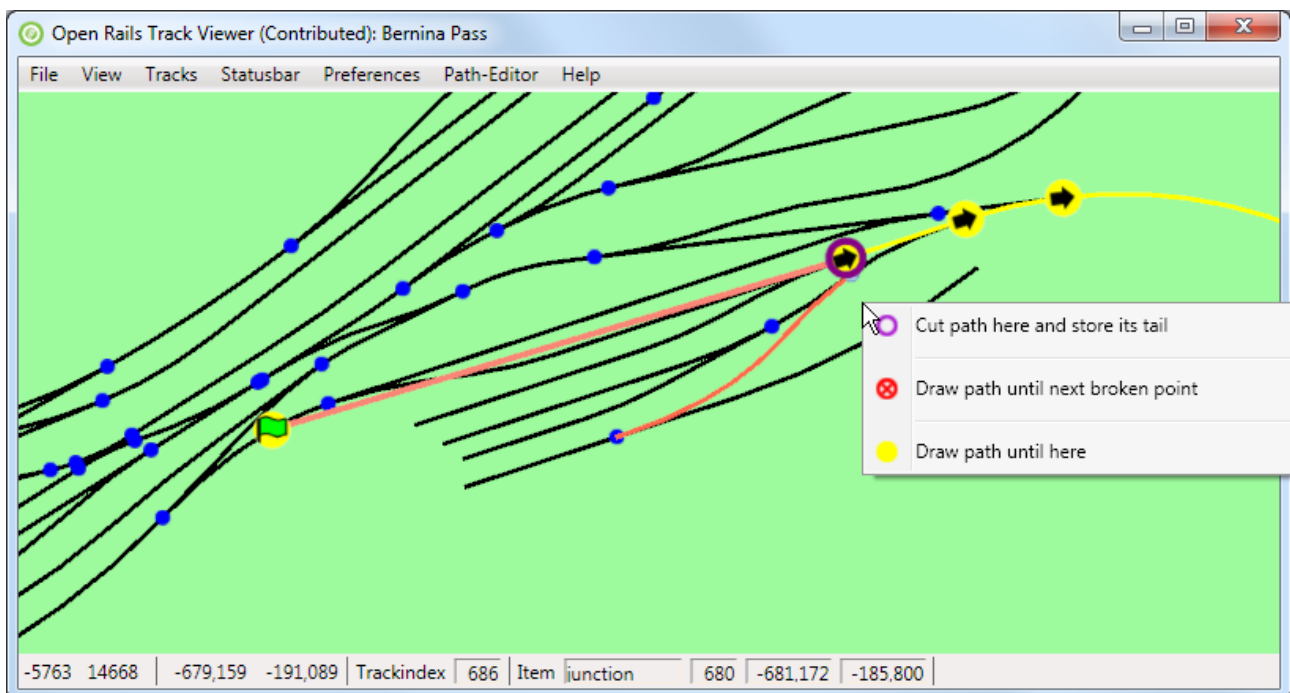 Open Rails Track Viewer (Contributed): Bernina Pass
File View Tracks Statusbar Preferences Path-Editor Help
Cut path here and store its tail
Draw path until next broken point
Draw path until here
-5763 14668 -679,159 -191,089 Trackindex 686 Item junction 680 -681,172 -185,800